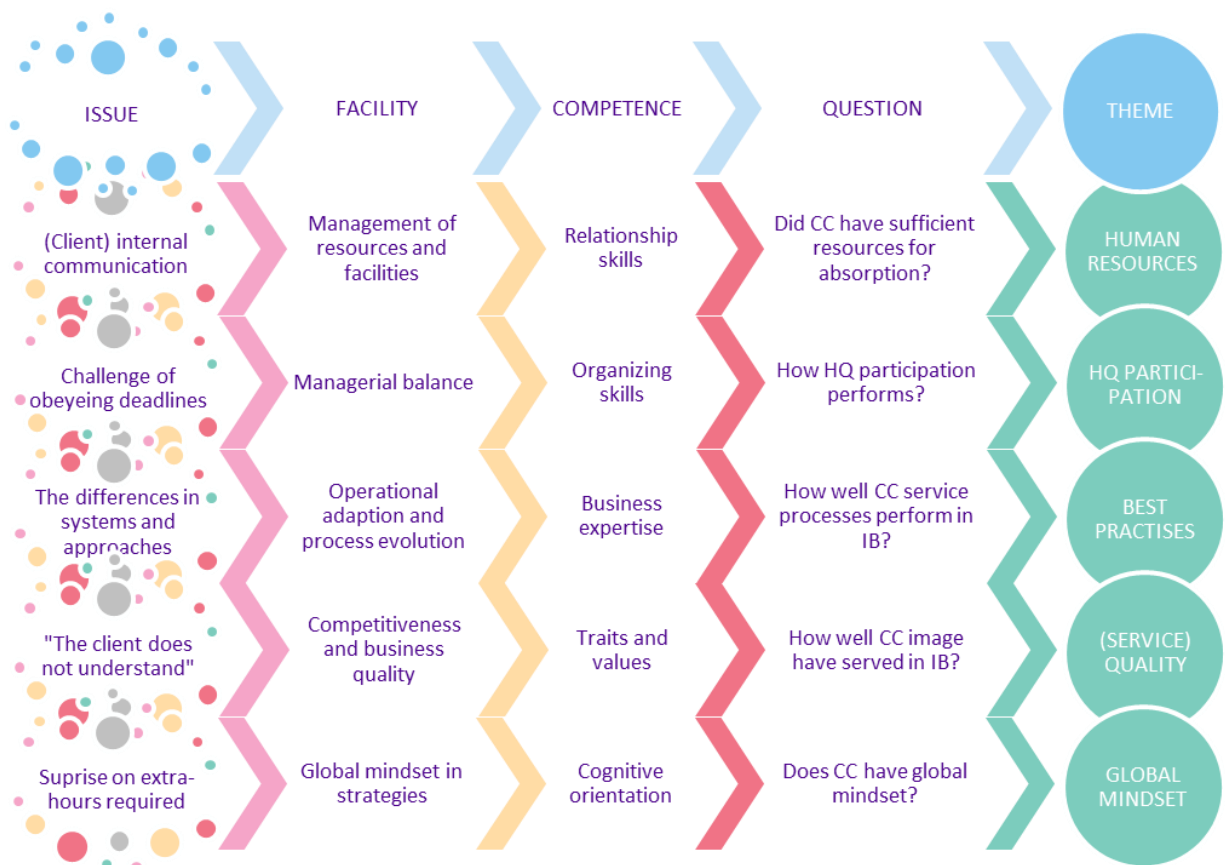 ISSUE
FACILITY
COMPETENCE
QUESTION
THEME
(Client) internal
communication
Management of
resources and
facilities
Relationship
skills
Did CC have sufficient
resources for
absorption?
HUMAN
RESOURCES
Challenge of
obeyeing deadlines
Managerial balance
Organizing
skills
How HQ participation
performs?
HQ PARTICI-
PATION
The differences in
systems and
approaches
Operational
adaption and
process evolution
Business
expertise
How well CC service
processes perform in
IB?
BEST
PRACTISES
"The client does
not understand"
Competitiveness
and business
quality
Traits and
values
How well CC image
have served in IB?
(SERVICE)
QUALITY
Suprise on extra-
hours required
Global mindset in
strategies
Cognitive
orientation
Does CC have global
mindset?
GLOBAL
MINDSET